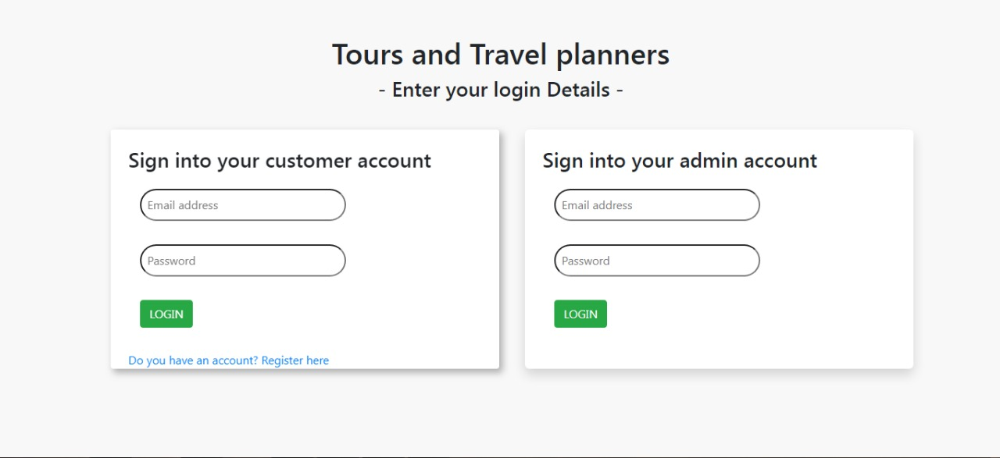 Tours and Travel planners
- Enter your login Details -
Sign into your customer account
Email address
Password
LOGIN
Do you have an account? Register here
Sign into your admin account
Email address
Password
LOGIN